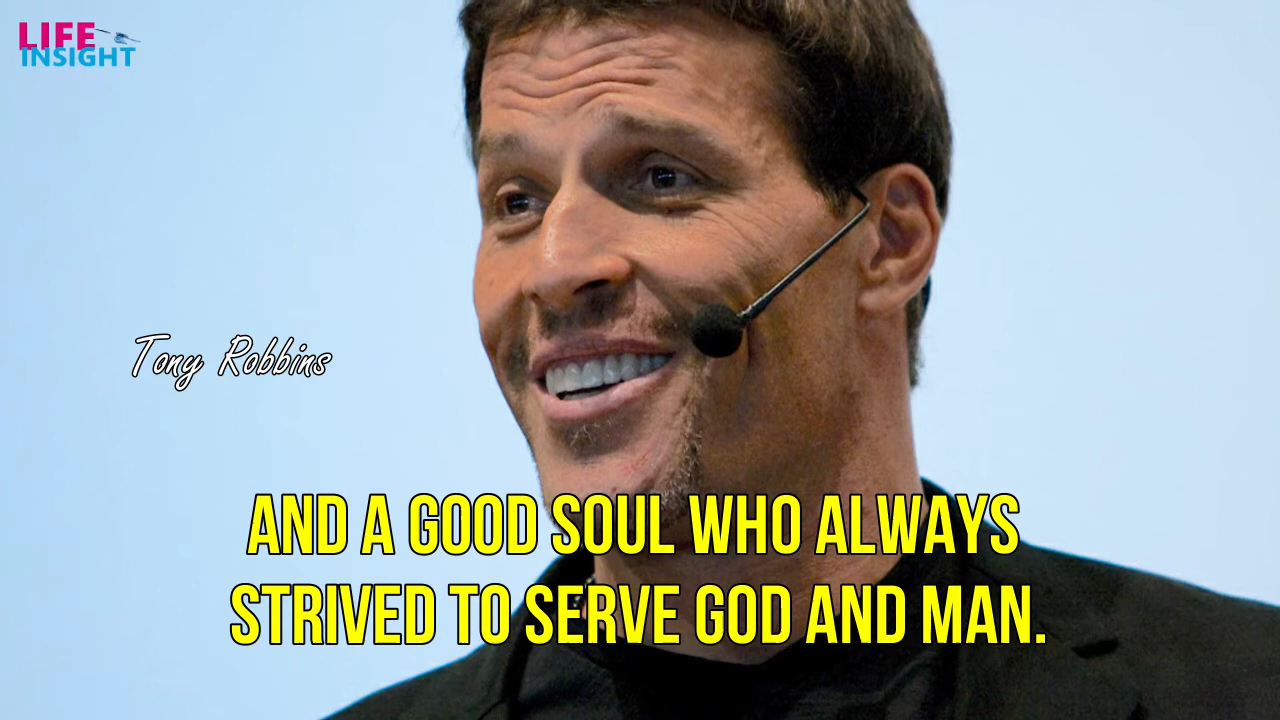 LIFE
INSIGHT
Tony Robbins
AND A GOOD SOUL WHO ALWAYS
STRIVED TO SERVE GOD AND MAN.